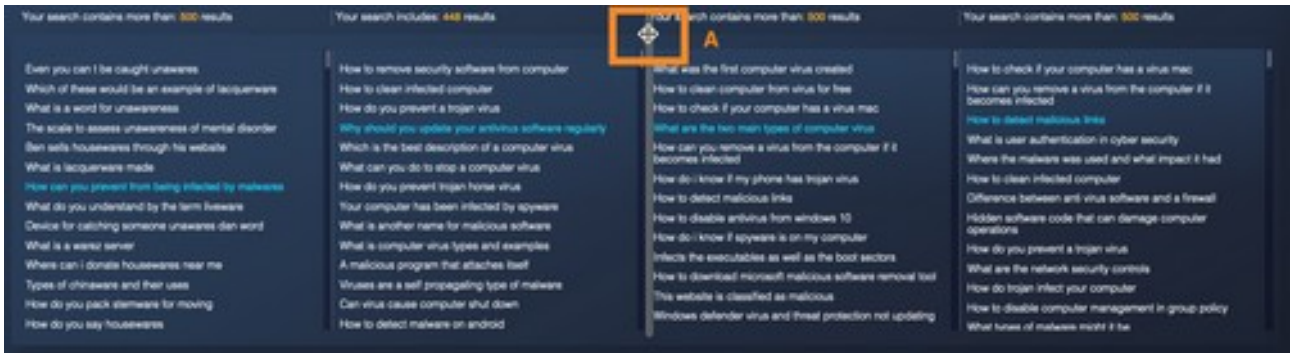 Your search contains more than: 500 results
Even you can I be caught unawares
Which of these would be an example of lacquerware
What is a word for unawareness
The scale to assess unawareness of mental disorder
Ben sells housewares through his website
What is lacquerware made
How can you prevent from being infected by malwares
What do you understand by the term liveware
Device for catching someone unawares dian word
What is a warez server
Where can i donate housewares near me
Types of chinaware and their uses
How do you pack stemware for moving
How do you say housewares
Your search includes: 448 results
How to remove security software from computer
How to clean infected computer
How do you prevent a trojan virus
Why should you update your antivirus software regularly
Which is the best description of a computer virus
What can you do to stop a computer virus
How do you prevent trojan horse virus
Your computer has been infected by spyware
What is another name for malicious software
What is computer virus types and examples
A malicious program that attaches itself
Viruses are a self propagating type of malware
Can virus cause computer shut down
How to detect malware on android
A
Your search contains more than: 500 results
What was the first computer virus created
How to clean computer from virus for free
How to check if your computer has a virus mac
What are the two main types of computer virus
How can you remove a virus from the computer if it
becomes infected
How do i know if my phone has trojan virus
How to detect malicious links
How to disable antivirus from windows 10
How do i know if spyware is on my computer
Infects the executables as well as the boot sectors
How to download microsoft malicious software removal tool
This website is classified as malicious
Windows defender virus and threat protection not updating
Your search contains more than: 500 results
How to check if your computer has a virus mac
How can you remove a virus from the computer if it
becomes infected
How to detect malicious links
What is user authentication in cyber security
Where the malware was used and what impact it had
How to clean infected computer
Difference between anti virus software and a firewall
Hidden software code that can damage computer
operations
How do you prevent a trojan virus
What are the network security controls
How do trojan infect your computer
How to disable computer management in group policy
What types of malware might it be